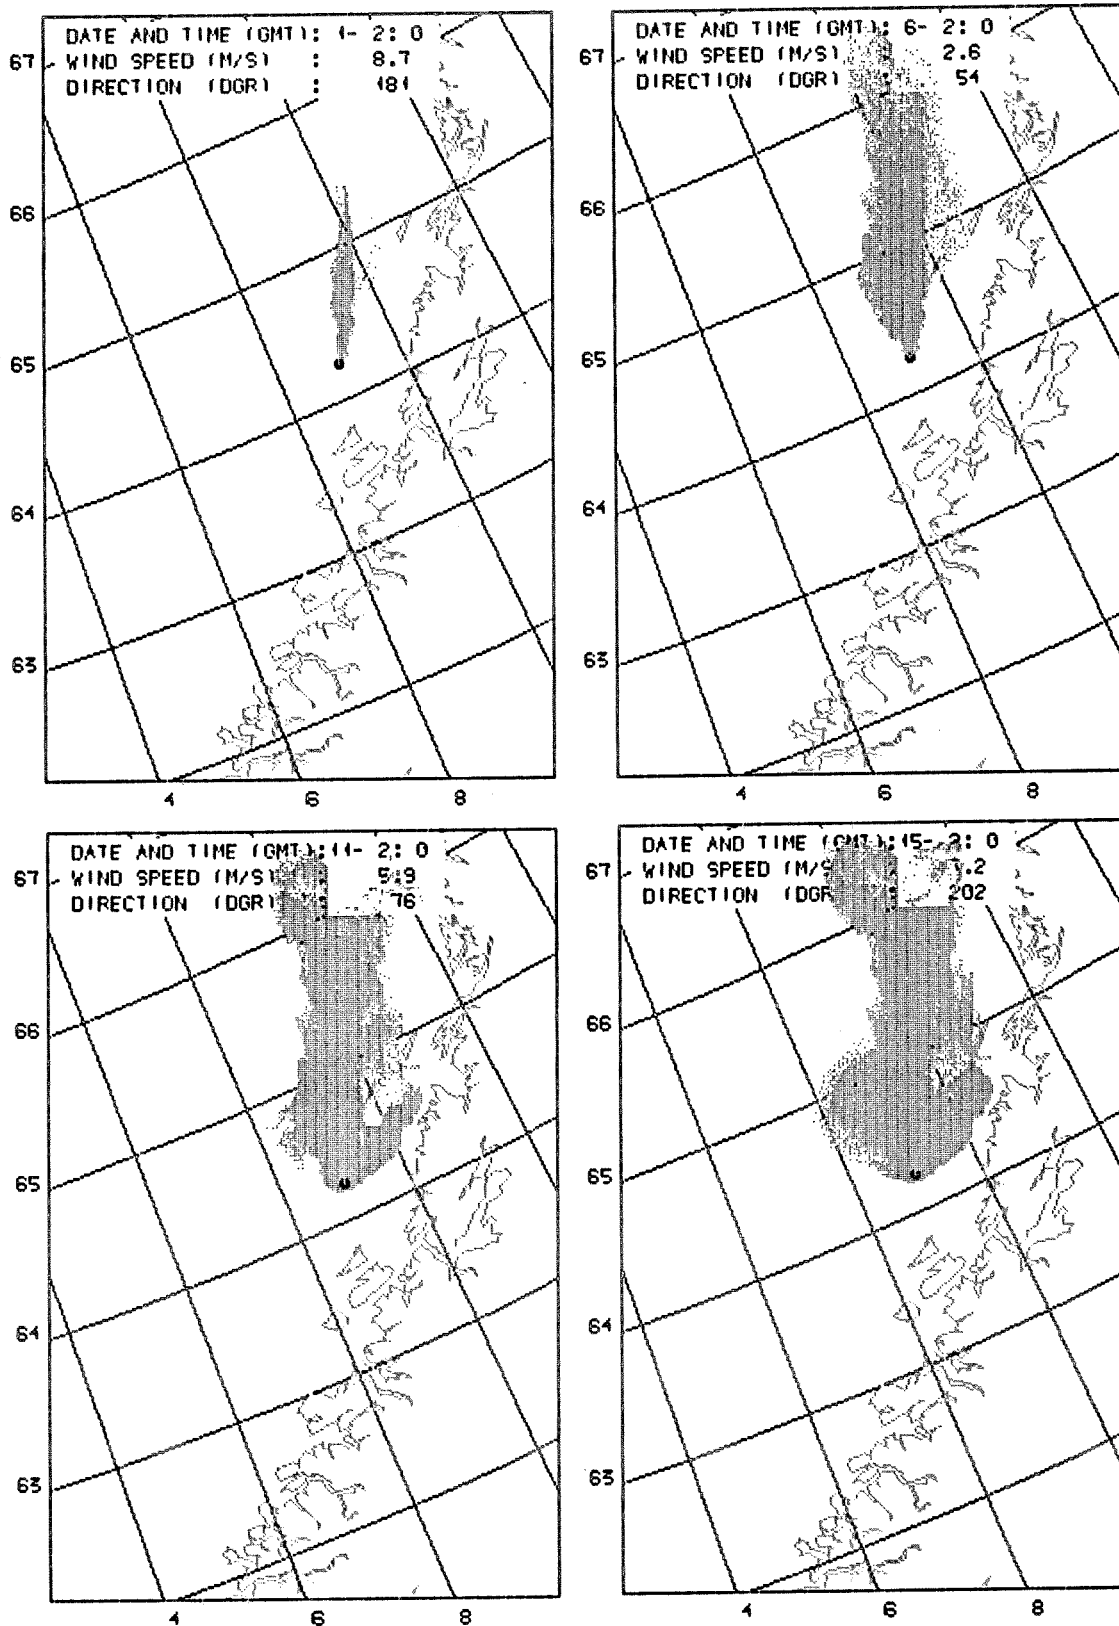 DATE AND TIME (GMT): 1- 2: 0
WIND SPEED (M/S) : 8.7
DIRECTION (DGR) : 181
67
66
65
64
63
4 6 8
DATE AND TIME (GMT): 6- 2: 0
WIND SPEED (M/S) 2.6
DIRECTION (DGR) 51
67
66
65
64
63
4 6 8
DATE AND TIME (GMT): 11- 2: 0
WIND SPEED (M/S) 5.9
DIRECTION (DGR) 76
67
66
65
64
63
4 6 8
DATE AND TIME (GMT): 15- 2: 0
WIND SPEED (M/S .2
DIRECTION (DGR 202
67
66
65
64
63
4 6 8